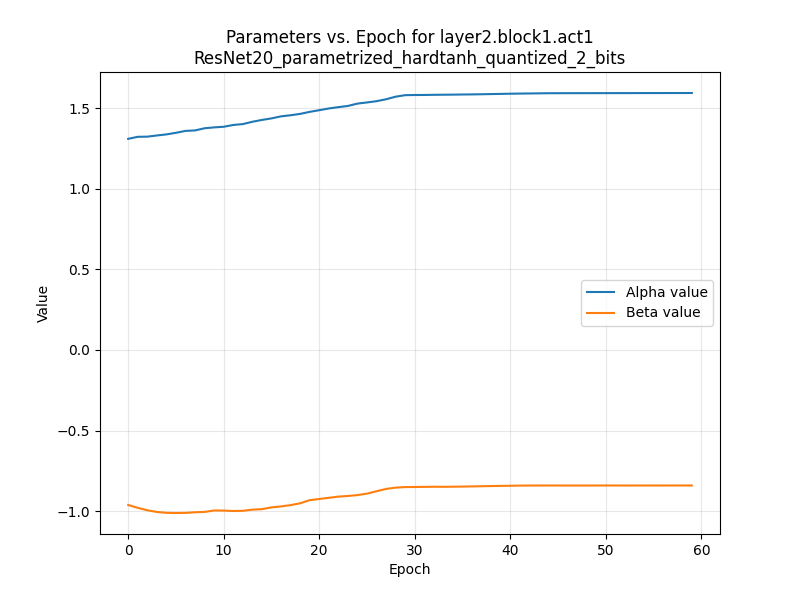 Parameters vs. Epoch for layer2.block1.act1
ResNet20_parametrized_hardtanh_quantized_2_bits
1.5
1.0
0.5
0.0
−0.5
−1.0
Value
Alpha value
Beta value
0 10 20 30 40 50 60
Epoch